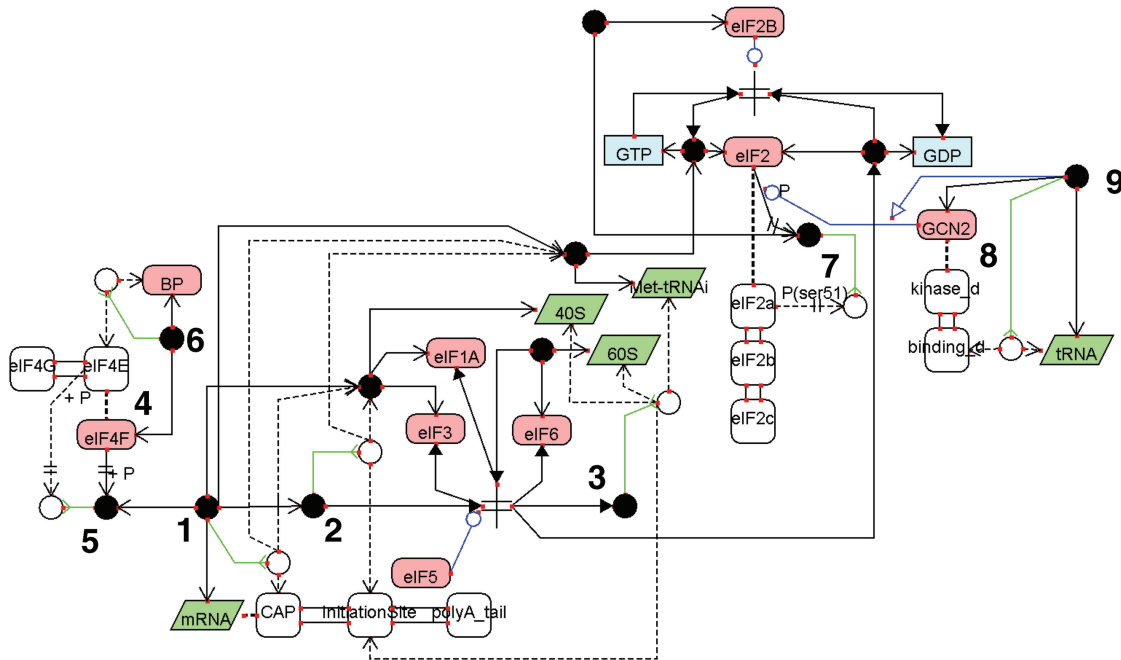 eIF2B
GTP
eIF2
GDP
P
9
GCN2
7
8
Met-tRNAi
kinase_d
BP
40S
eIF2a
P(ser51)
6
60S
binding_d
tRNA
eIF4G
eIF4E
eIF1A
eIF2b
+ P
4
eIF3
eIF6
eIF2c
eIF4F
+ P
3
5
1
2
eIF5
mRNA
CAP
InitiationSite
polyA_tail